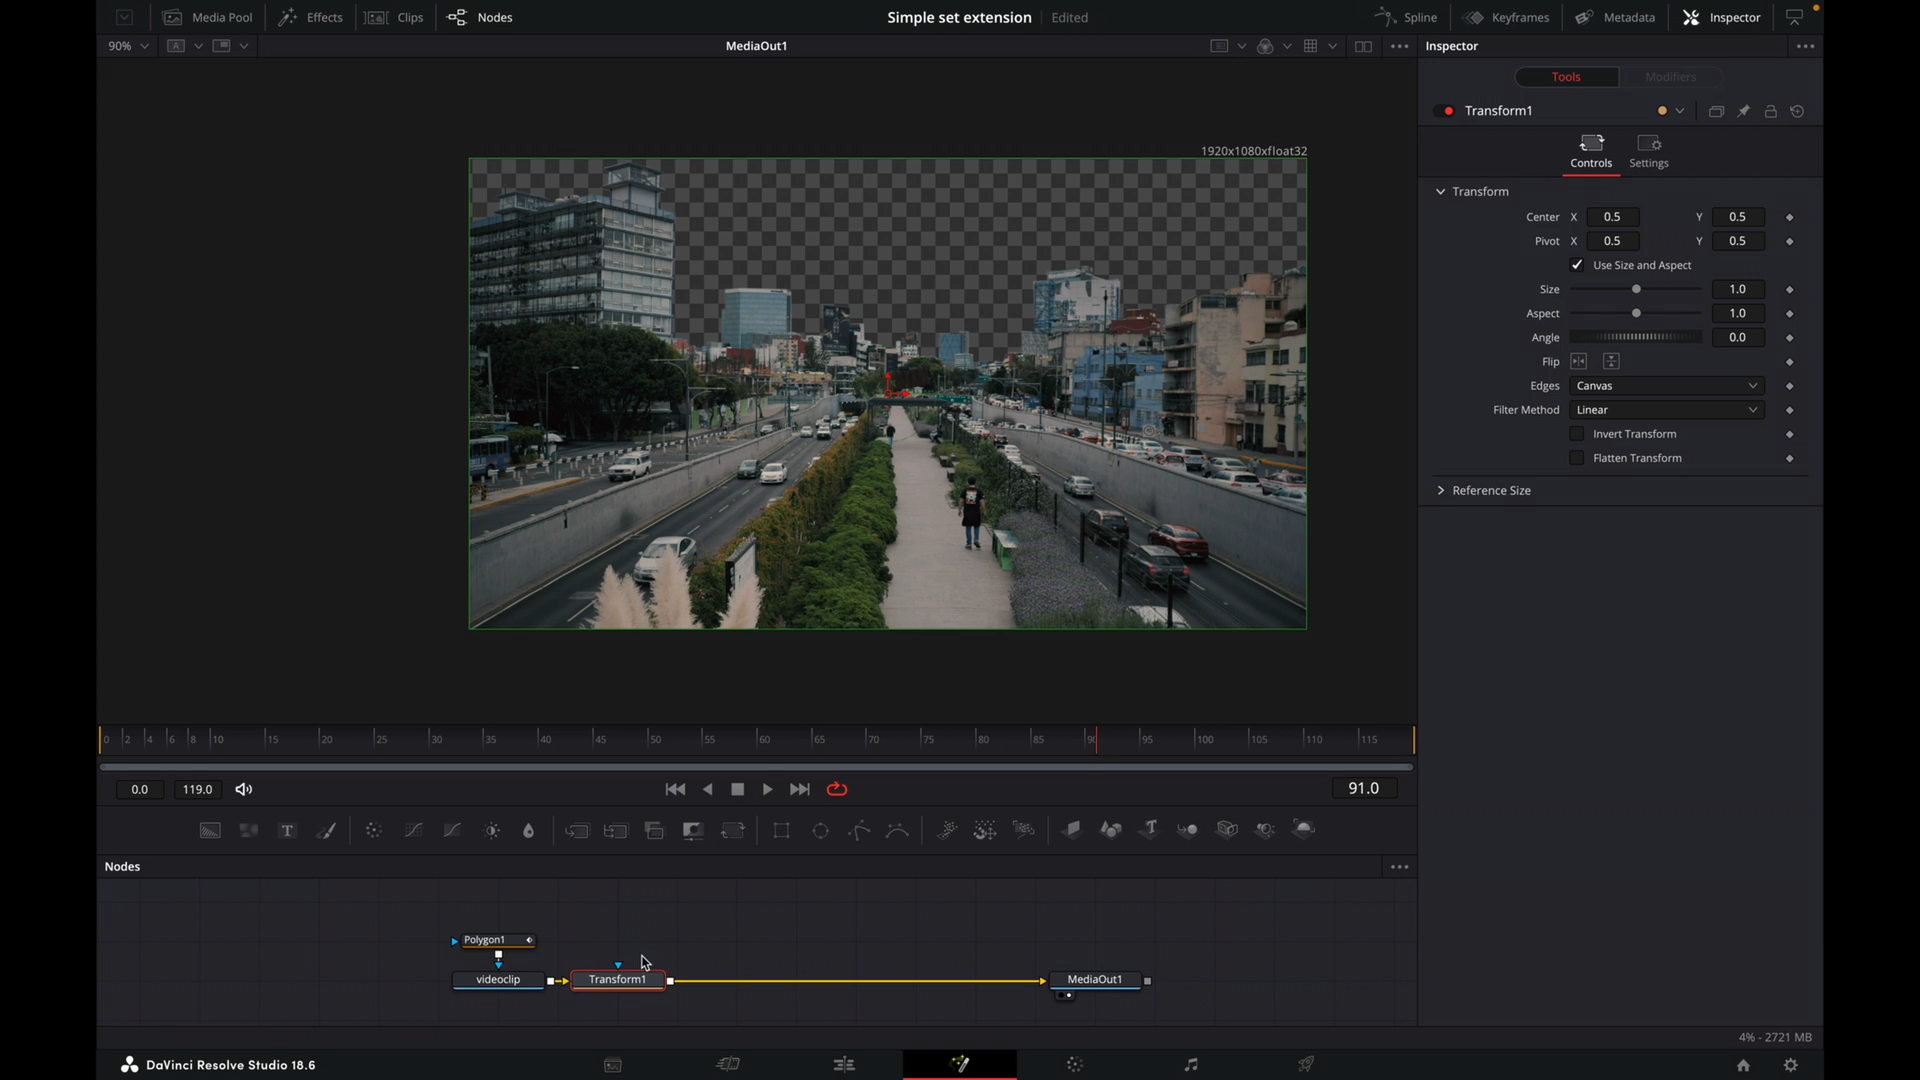 Media Pool Effects Clips Nodes Simple set extension Edited Spline Keyframes Metadata Inspector
90% A MediaOut1 Inspector
Tools Modifiers
Transform1
1920x1080xfloat32
Controls Settings
Transform
Center X 0.5 Y 0.5
Pivot X 0.5 Y 0.5
Use Size and Aspect
Size 1.0
Aspect 1.0
Angle 0.0
Flip
Edges Canvas
Filter Method Linear
Invert Transform
Flatten Transform
Reference Size
0 2 4 6 8 10 15 20 25 30 35 40 45 50 55 60 65 70 75 80 85 90 95 100 105 110 115
0.0 119.0 91.0
T T
Nodes
Polygon1
videoclip Transform1 MediaOut1
4% - 2721 MB
DaVinci Resolve Studio 18.6